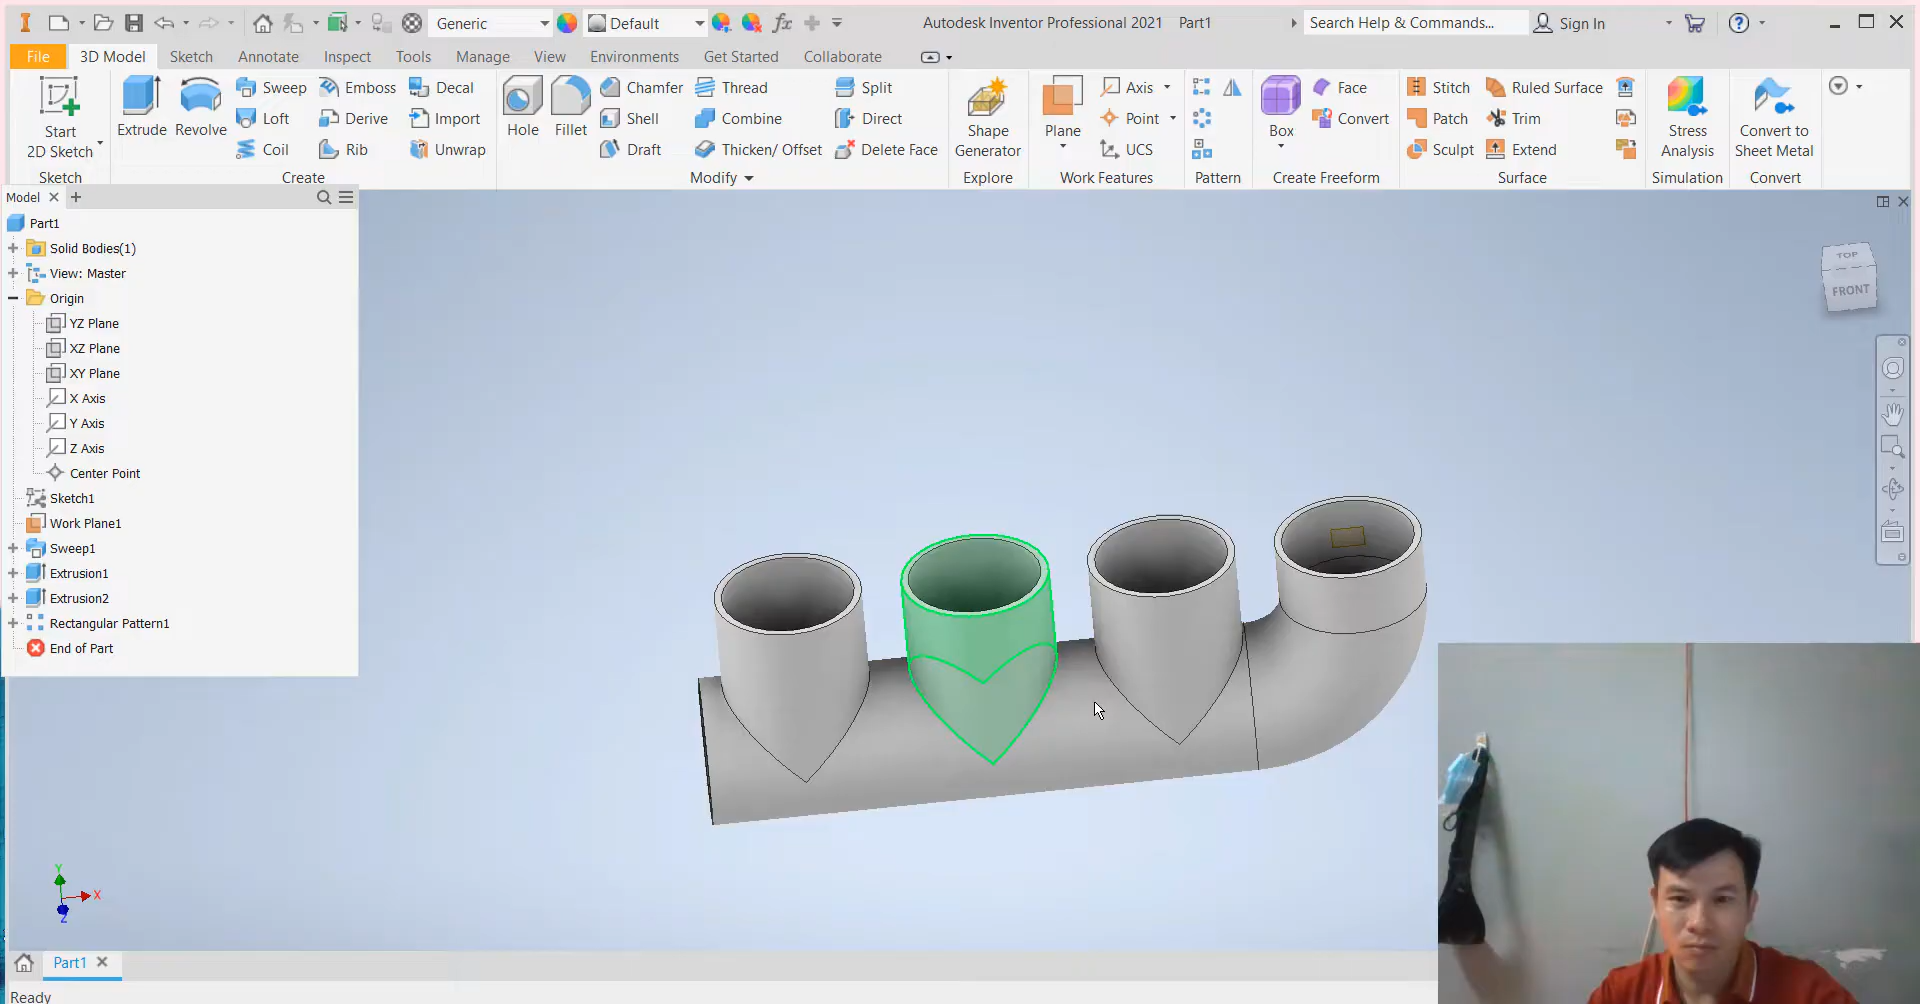 Generic
Default
fx
Autodesk Inventor Professional 2021 Part1
Search Help & Commands...
Sign In
File
3D Model
Sketch
Annotate
Inspect
Tools
Manage
View
Environments
Get Started
Collaborate
Start
2D Sketch
Sketch
Extrude
Revolve
Sweep
Loft
Coil
Emboss
Derive
Rib
Decal
Import
Unwrap
Create
Hole
Fillet
Chamfer
Shell
Draft
Thread
Combine
Thicken/ Offset
Split
Direct
Delete Face
Modify
Shape
Generator
Explore
Plane
Axis
Point
UCS
Work Features
Pattern
Box
Face
Convert
Create Freeform
Stitch
Patch
Sculpt
Ruled Surface
Trim
Extend
Surface
Stress
Analysis
Simulation
Convert to
Sheet Metal
Convert
Model
Part1
Solid Bodies(1)
View: Master
Origin
YZ Plane
XZ Plane
XY Plane
X Axis
Y Axis
Z Axis
Center Point
Sketch1
Work Plane1
Sweep1
Extrusion1
Extrusion2
Rectangular Pattern1
End of Part
TOP
FRONT
Y
X
Z
Part1
Ready